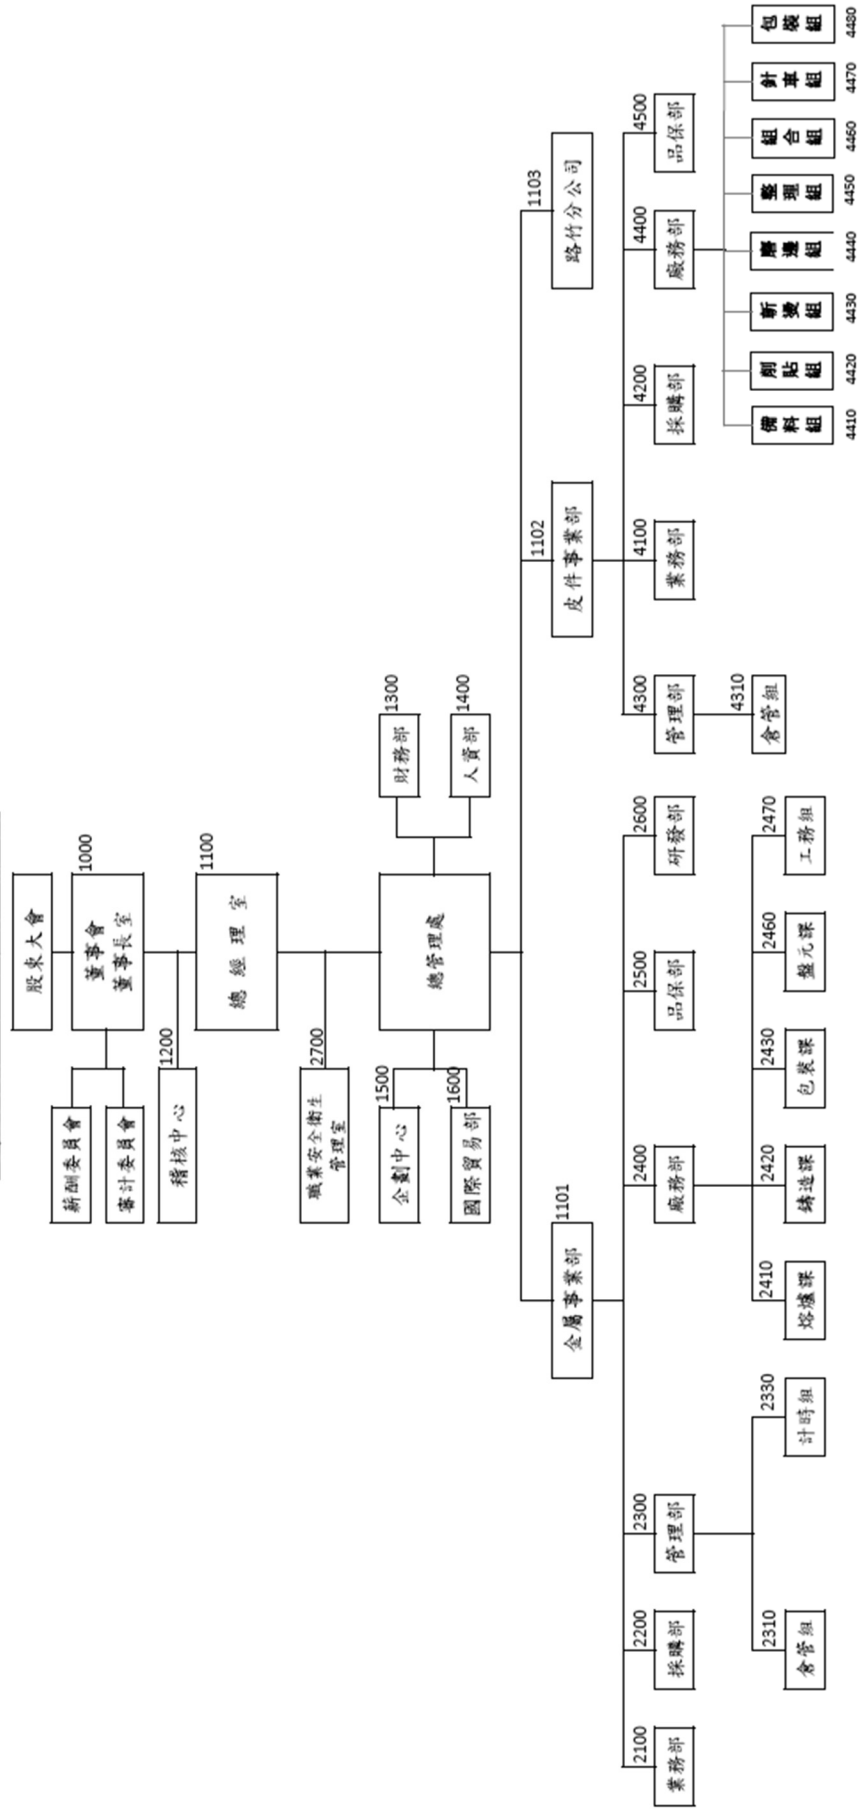 股東大會
1000
董事會
董事長室
薪酬委員會
審計委員會
1200
稽核中心
1100
總經理室
2700
職業安全衛生
管理室
總管理處
1500
企劃中心
1600
國際貿易部
1300
財務部
1400
人資部
1101
金屬事業部
1102
皮件事業部
1103
路竹分公司
2100
業務部
2200
採購部
2300
管理部
2400
廠務部
2500
品保部
2600
研發部
4300
管理部
4100
業務部
4200
採購部
4400
廠務部
4500
品保部
2310
倉管組
2330
計時組
2410
熔爐課
2420
鑄造課
2430
包裝課
2460
盤元課
2470
工務組
4310
倉管組
備料組
4410
削貼組
4420
斬燙組
4430
磨邊組
4440
整理組
4450
組合組
4460
針車組
4470
包裝組
4480